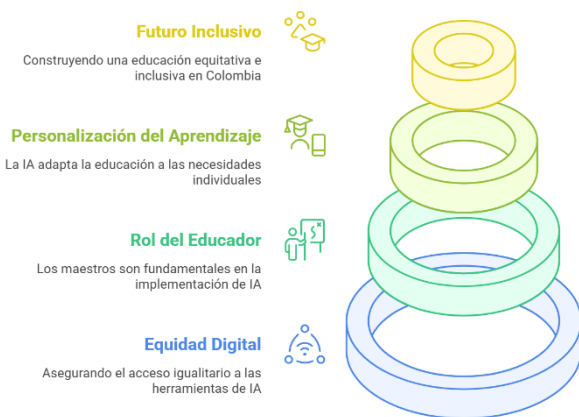 Futuro Inclusivo
Construyendo una educación equitativa e
inclusiva en Colombia
Personalización del Aprendizaje
La IA adapta la educación a las necesidades
individuales
Rol del Educador
Los maestros son fundamentales en la
implementación de IA
Equidad Digital
Asegurando el acceso igualitario a las
herramientas de IA